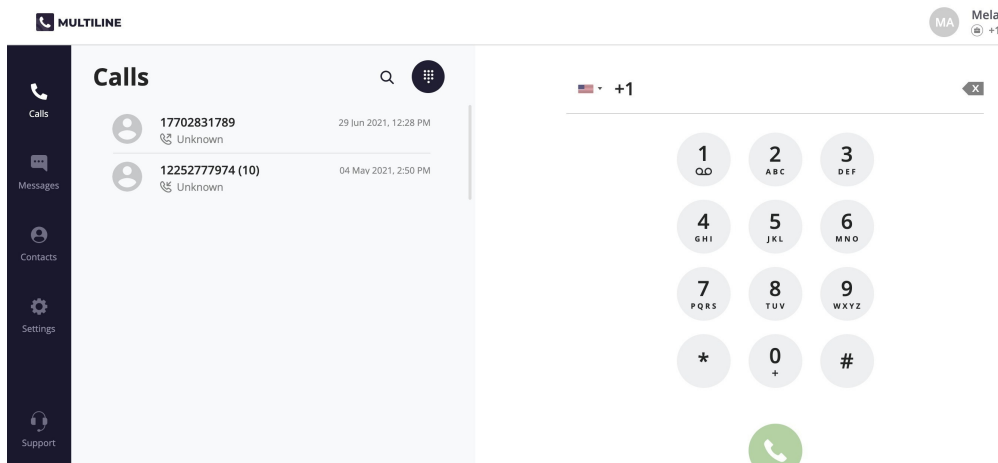 MULTILINE
MA
+1
Calls
Messages
Contacts
Settings
Support
Calls
17702831789
29 Jun 2021, 12:28 PM
Unknown
12252777974 (10)
04 May 2021, 2:50 PM
Unknown
+1
X
1
2
ABC
3
DEF
4
GHI
5
JKL
6
MNO
7
PQRS
8
TUV
9
WXYZ
*
0
+
#